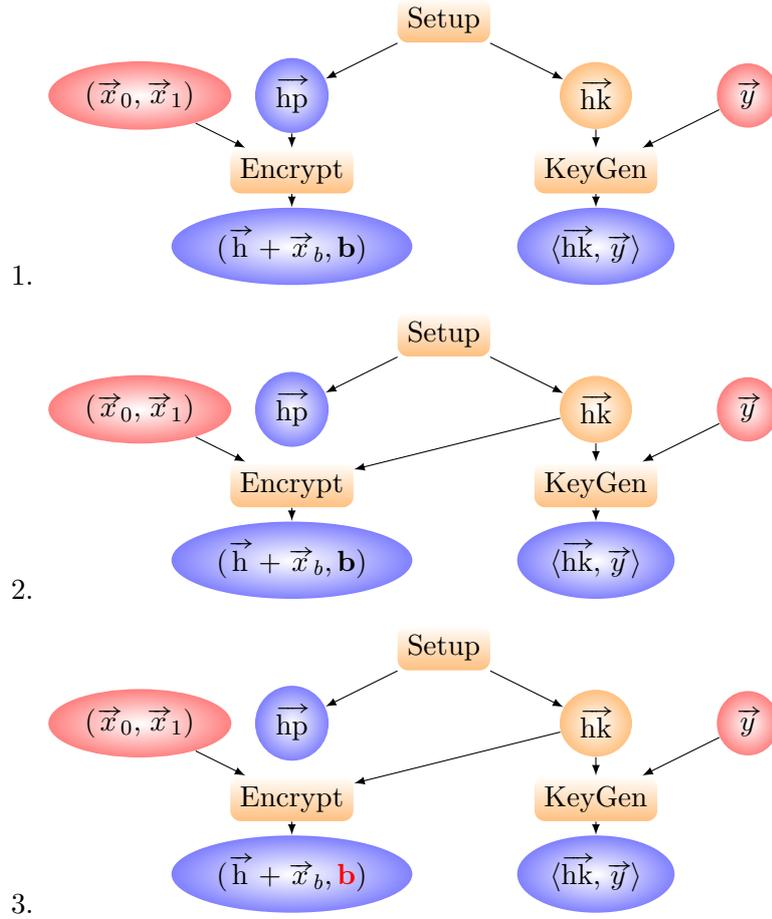 Setup
(x⃗₀, x⃗₁) hp⃗ hk⃗ y⃗
Encrypt KeyGen
(h⃗ + x⃗_b, b) ⟨hk⃗, y⃗⟩
1.
Setup
(x⃗₀, x⃗₁) hp⃗ hk⃗ y⃗
Encrypt KeyGen
(h⃗ + x⃗_b, b) ⟨hk⃗, y⃗⟩
2.
Setup
(x⃗₀, x⃗₁) hp⃗ hk⃗ y⃗
Encrypt KeyGen
(h⃗ + x⃗_b, b) ⟨hk⃗, y⃗⟩
3.